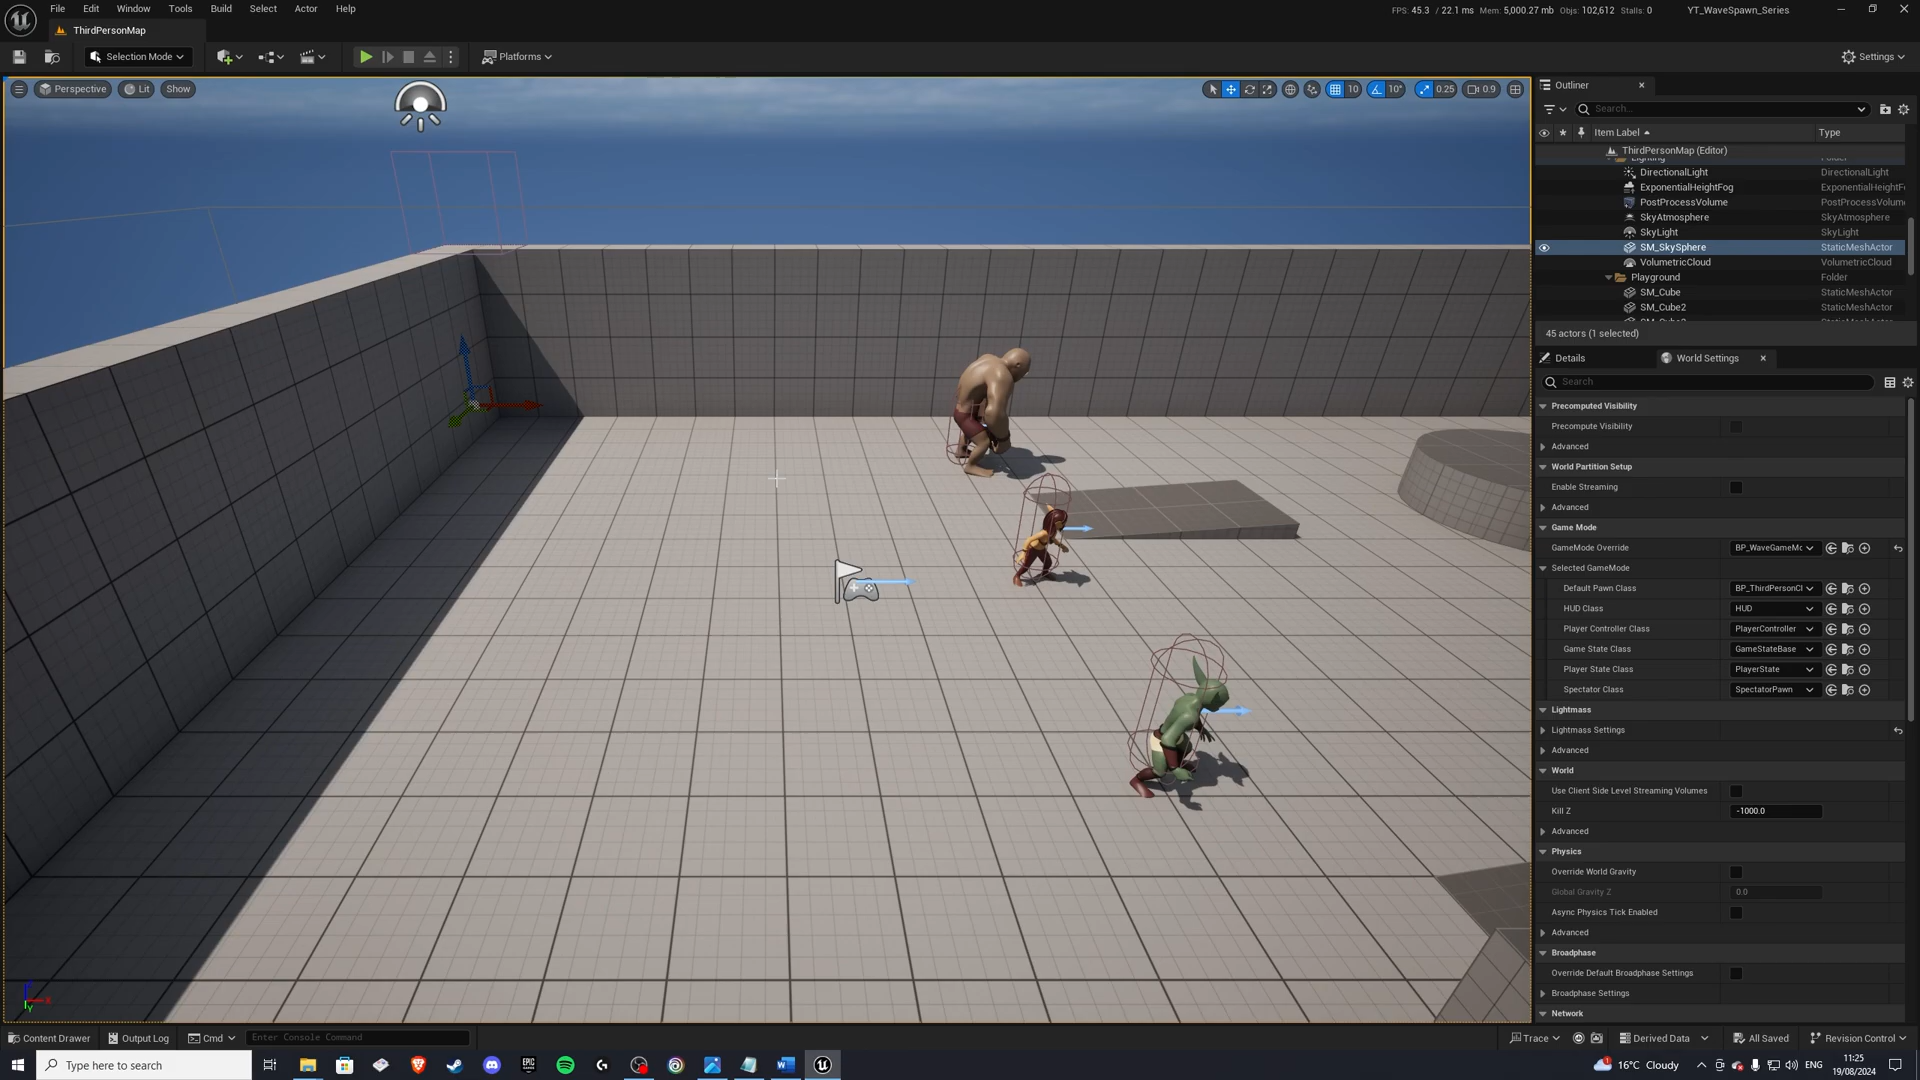 File Edit View Window Tools Build Select Actor Help
FPS: 45.3 / 22.1 ms Mem: 5,000.27 mb Objs: 102,612 Stalls: 0
YT_WaveSpawn_Series
ThirdPersonMap
Selection Mode
Platforms
Settings
Perspective
Lit
Show
10
10°
0.25
0.9
Outliner
Search...
Item Label
Type
ThirdPersonMap (Editor)
Lighting Folder
DirectionalLight DirectionalLight
ExponentialHeightFog ExponentialHeightF
PostProcessVolume PostProcessVolum
SkyAtmosphere SkyAtmosphere
SkyLight SkyLight
SM_SkySphere StaticMeshActor
VolumetricCloud VolumetricCloud
Playground Folder
SM_Cube StaticMeshActor
SM_Cube2 StaticMeshActor
45 actors (1 selected)
Details
World Settings
Search
Precomputed Visibility
Precompute Visibility
Advanced
World Partition Setup
Enable Streaming
Advanced
Game Mode
GameMode Override BP_WaveGameMc
Selected GameMode
Default Pawn Class BP_ThirdPersonCl
HUD Class HUD
Player Controller Class PlayerController
Game State Class GameStateBase
Player State Class PlayerState
Spectator Class SpectatorPawn
Lightmass
Lightmass Settings
Advanced
World
Use Client Side Level Streaming Volumes
Kill Z -1000.0
Advanced
Physics
Override World Gravity
Global Gravity Z 0.0
Async Physics Tick Enabled
Advanced
Broadphase
Override Default Broadphase Settings
Broadphase Settings
Network
Z
X
Y
Content Drawer
Output Log
Cmd
Enter Console Command
Trace
Derived Data
All Saved
Revision Control
Type here to search
16°C Cloudy
ENG
11:25
19/08/2024